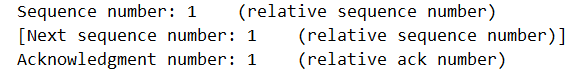 Sequence number: 1    (relative sequence number)
[Next sequence number: 1    (relative sequence number)]
Acknowledgment number: 1    (relative ack number)